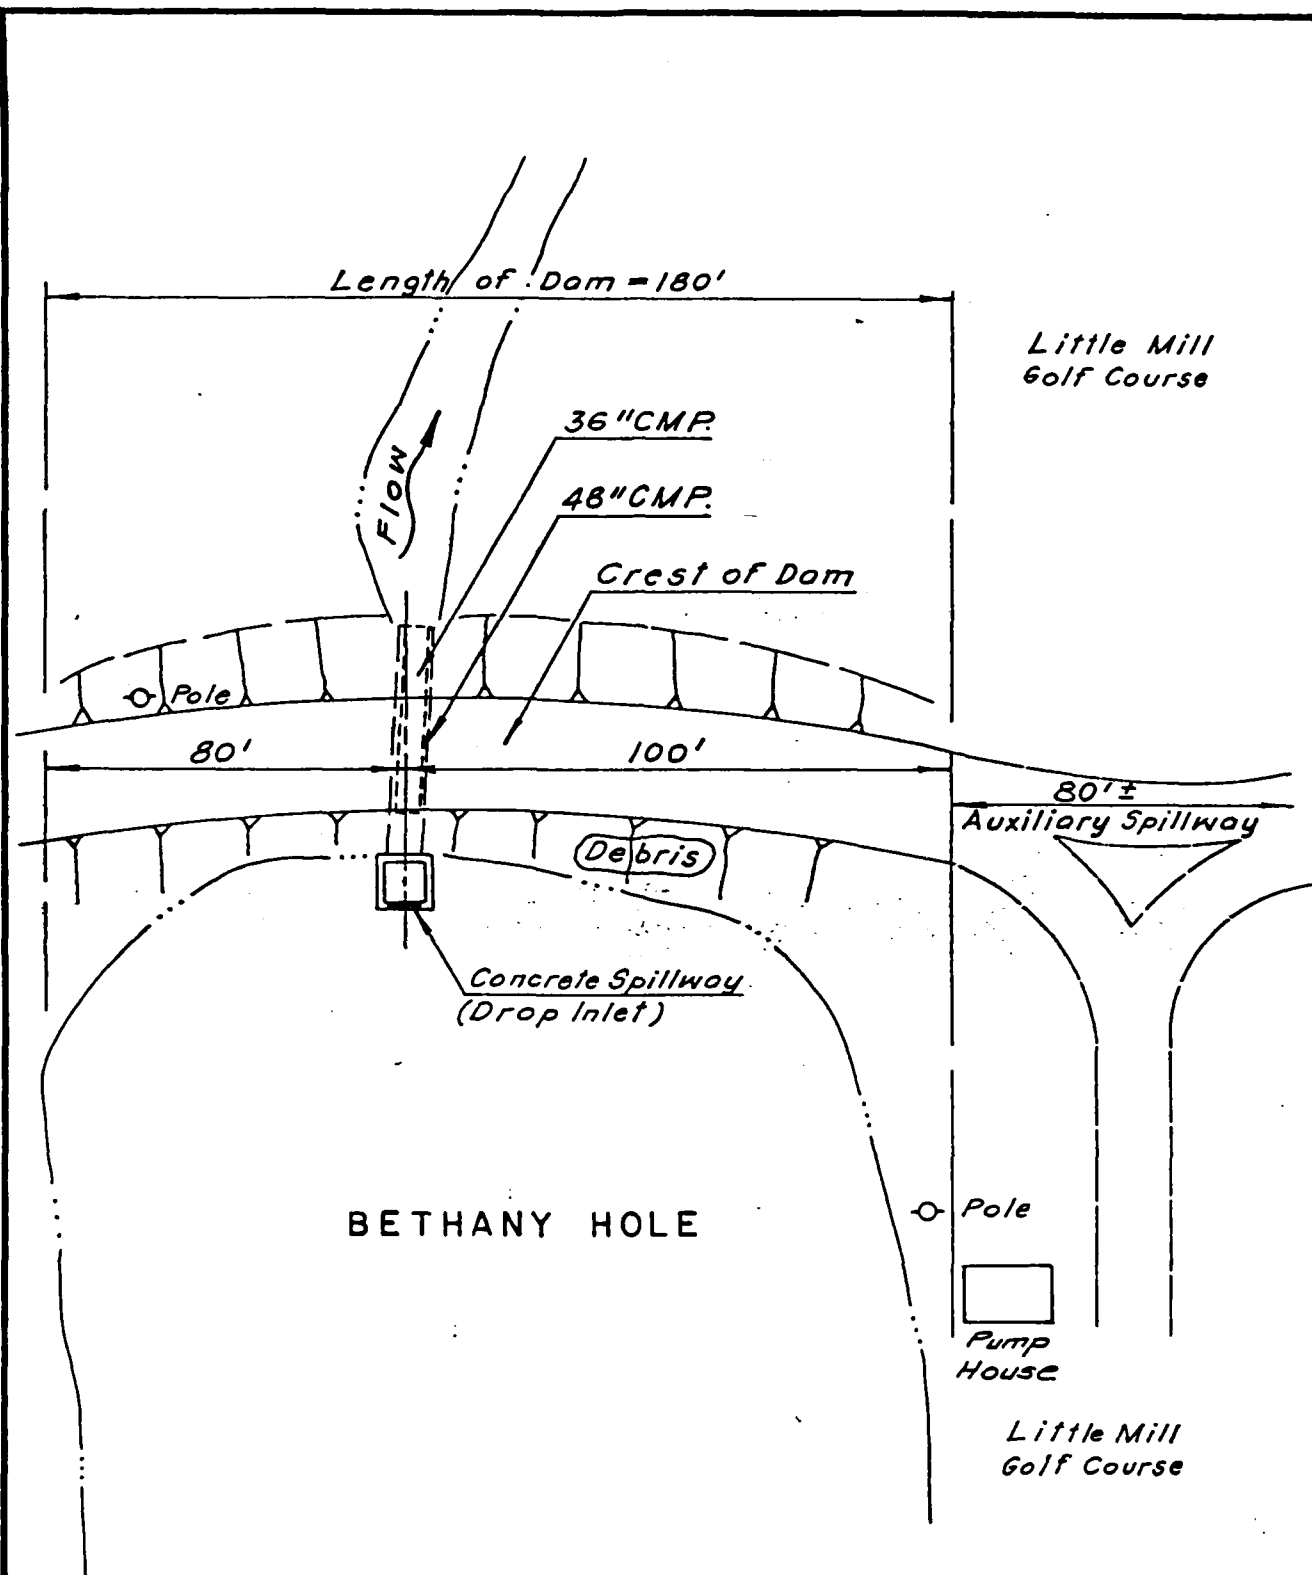 Length of Dam = 180'
Little Mill
Golf Course
36"CMP.
Flow
48"CMP.
Crest of Dam
Pole
80'
100'
80'±
Auxiliary Spillway
Debris
Concrete Spillway
(Drop Inlet)
BETHANY HOLE
Pole
Pump
House
Little Mill
Golf Course